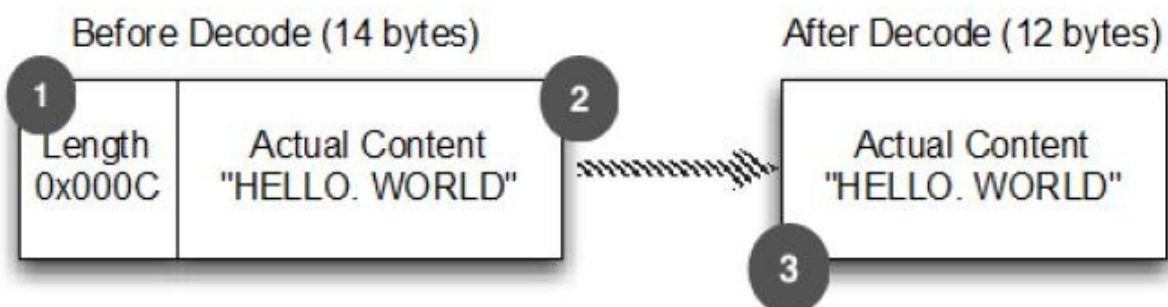 Before Decode (14 bytes)
After Decode (12 bytes)
1
2
Length
0x000C
Actual Content
"HELLO. WORLD"
Actual Content
"HELLO. WORLD"
3